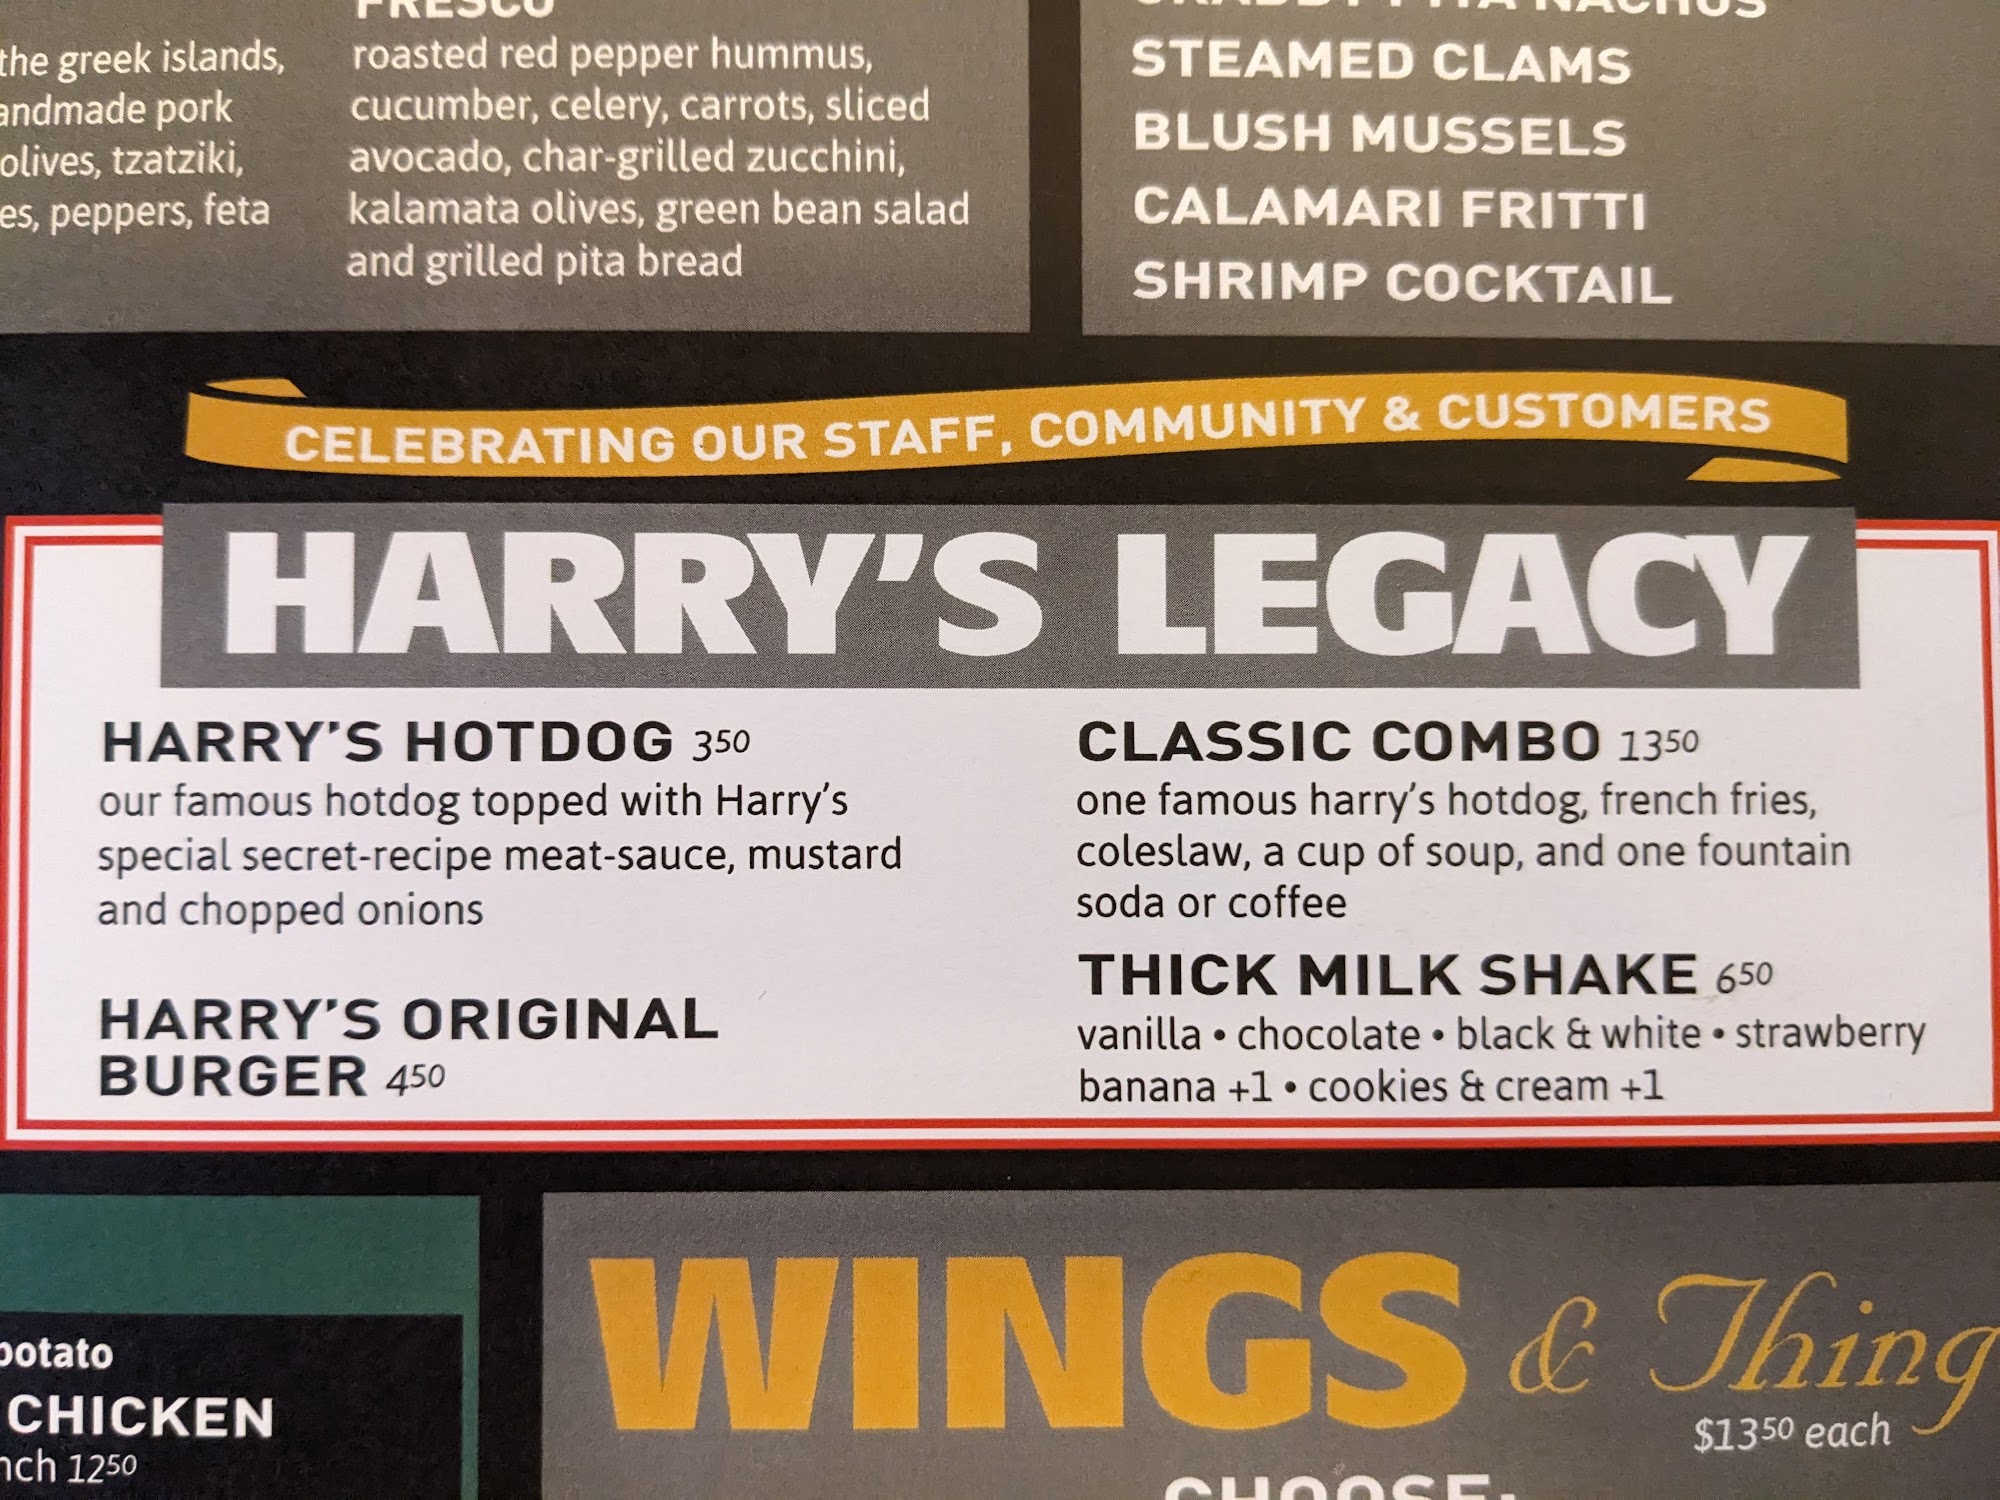 the greek islands,
pork
olives, tzatziki,
peppers, feta
FRESCO
roasted red pepper hummus,
cucumber, celery, carrots, sliced
avocado, char-grilled zucchini,
kalamata olives, green bean salad
and grilled pita bread
PITA NACHOS
STEAMED CLAMS
BLUSH MUSSELS
CALAMARI FRITTI
SHRIMP COCKTAIL
CELEBRATING OUR STAFF, COMMUNITY & CUSTOMERS
HARRY'S LEGACY
HARRY'S HOTDOG 350
our famous hotdog topped with Harry's
special secret-recipe meat-sauce, mustard
and chopped onions
HARRY'S ORIGINAL
BURGER 450
CLASSIC COMBO 1350
one famous harry's hotdog, french fries,
coleslaw, a cup of soup, and one fountain
soda or coffee
THICK MILK SHAKE 650
vanilla • chocolate • black & white • strawberry
banana +1 • cookies & cream +1
potato
CHICKEN
1250
WINGS & Thing
$1350 each
CHOOSE: